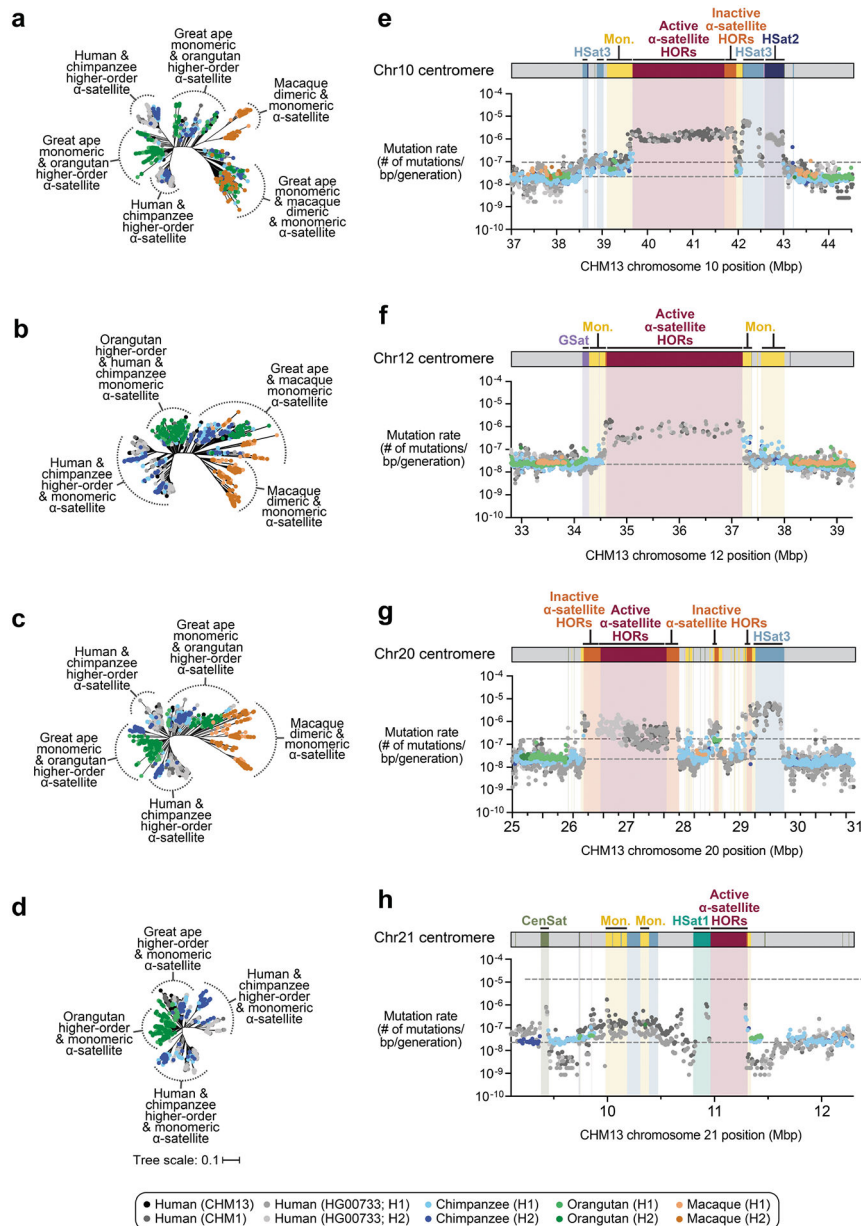 a
Great ape
monomeric
& orangutan
higher-order
α-satellite
Human &
chimpanzee
higher-order
α-satellite
Macaque
dimeric &
monomeric
α-satellite
Great ape
monomeric
& orangutan
higher-order
α-satellite
Human &
chimpanzee
higher-order
α-satellite
Great ape
monomeric
& macaque
dimeric
& monomeric
α-satellite
e
Inactive
α-satellite
HORs
Active
α-satellite
HORs
Mon.
HSat3
HSat3
HSat2
Chr10 centromere
Mutation rate
(# of mutations/
bp/generation)
10-4
10-5
10-6
10-7
10-8
10-9
10-10
37 38 39 40 41 42 43 44
CHM13 chromosome 10 position (Mbp)
b
Orangutan
higher-order
& human &
chimpanzee
monomeric
α-satellite
Great ape
& macaque
monomeric
α-satellite
Human &
chimpanzee
higher-order
& monomeric
α-satellite
Macaque
dimeric &
monomeric
α-satellite
f
Active
α-satellite
HORs
Mon.
GSat
Mon.
Chr12 centromere
Mutation rate
(# of mutations/
bp/generation)
10-4
10-5
10-6
10-7
10-8
10-9
10-10
33 34 35 36 37 38 39
CHM13 chromosome 12 position (Mbp)
c
Great ape
monomeric
& orangutan
higher-order
α-satellite
Human &
chimpanzee
higher-order
α-satellite
Great ape
monomeric
& orangutan
higher-order
α-satellite
Macaque
dimeric &
monomeric
α-satellite
Human &
chimpanzee
higher-order
α-satellite
g
Inactive
α-satellite
HORs
Active
α-satellite
HORs
Inactive
α-satellite HORs
HSat3
Chr20 centromere
Mutation rate
(# of mutations/
bp/generation)
10-4
10-5
10-6
10-7
10-8
10-9
10-10
25 26 27 28 29 30 31
CHM13 chromosome 20 position (Mbp)
d
Great ape
higher-order
& monomeric
α-satellite
Human &
chimpanzee
higher-order
& monomeric
α-satellite
Orangutan
higher-order
& monomeric
α-satellite
Human &
chimpanzee
higher-order &
monomeric
α-satellite
Tree scale: 0.1
h
Active
α-satellite
HORs
CenSat
Mon.
Mon.
HSat1
Chr21 centromere
Mutation rate
(# of mutations/
bp/generation)
10-4
10-5
10-6
10-7
10-8
10-9
10-10
10 11 12
CHM13 chromosome 21 position (Mbp)
Human (CHM13) Human (HG00733; H1) Chimpanzee (H1) Orangutan (H1) Macaque (H1)
Human (CHM1) Human (HG00733; H2) Chimpanzee (H2) Orangutan (H2) Macaque (H2)